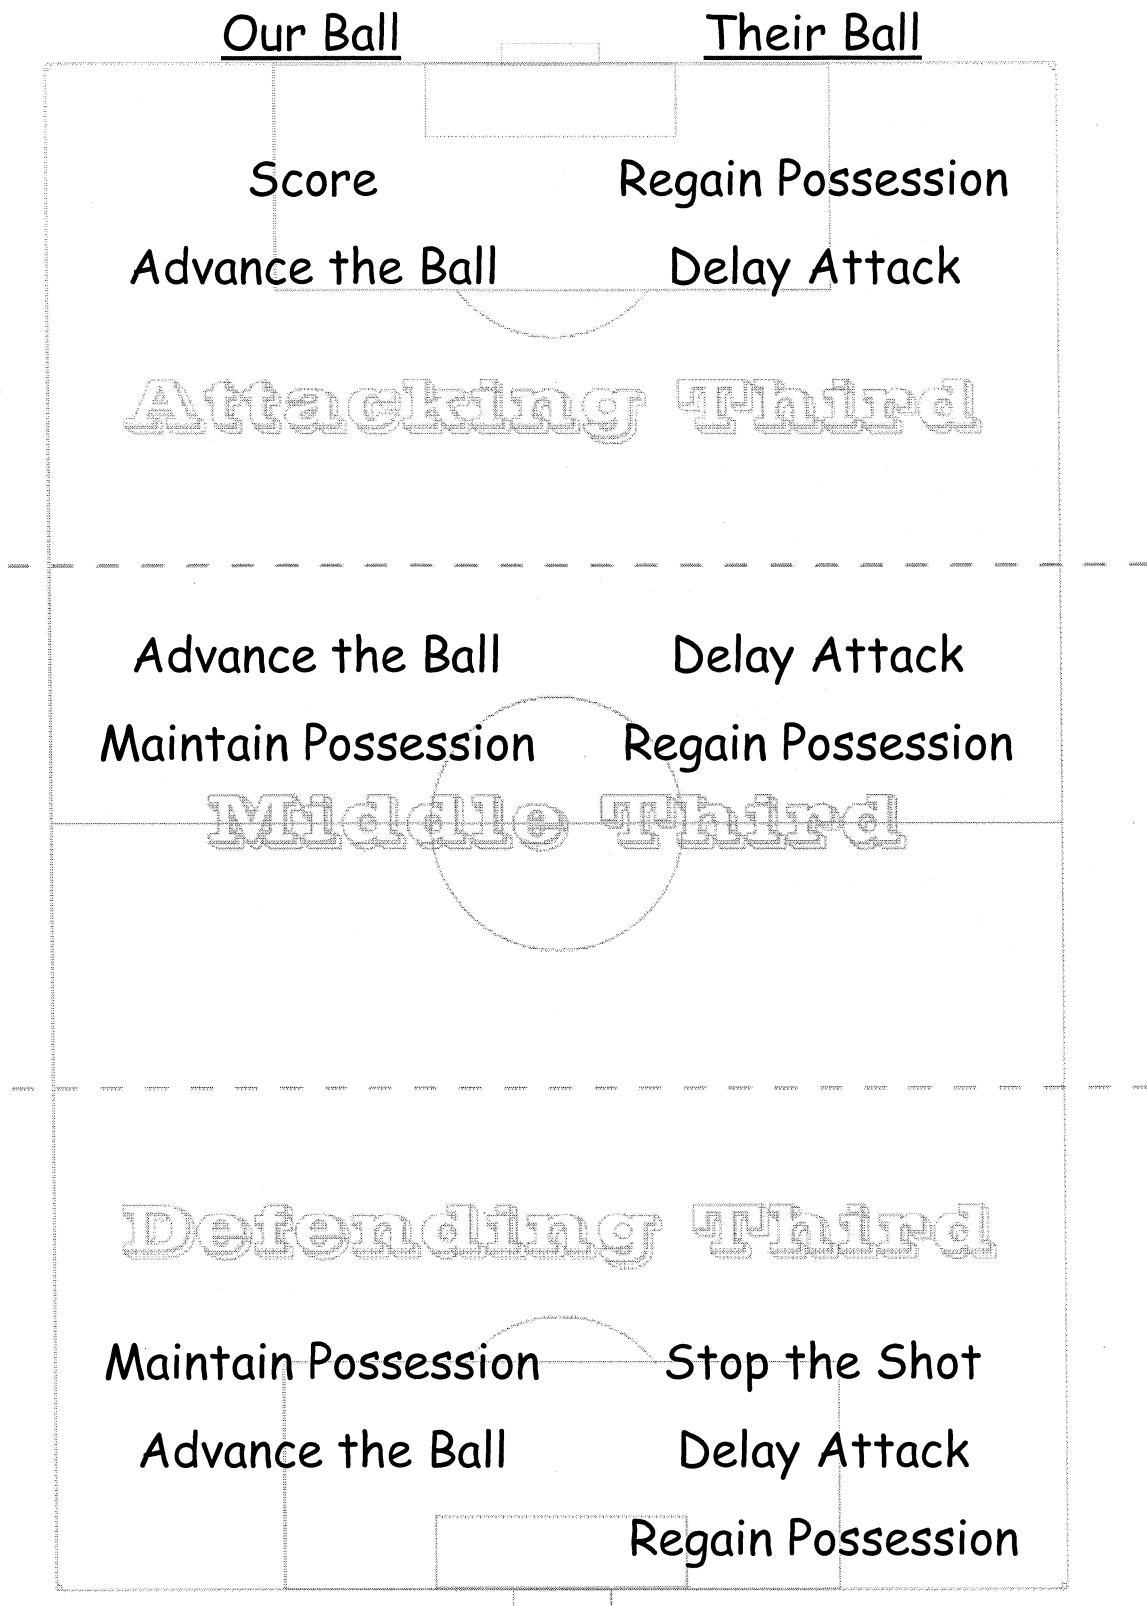 Our Ball Their Ball
Score Regain Possession
Advance the Ball Delay Attack
Attacking Third
Advance the Ball Delay Attack
Maintain Possession Regain Possession
Middle Third
Defending Third
Maintain Possession Stop the Shot
Advance the Ball Delay Attack
Regain Possession